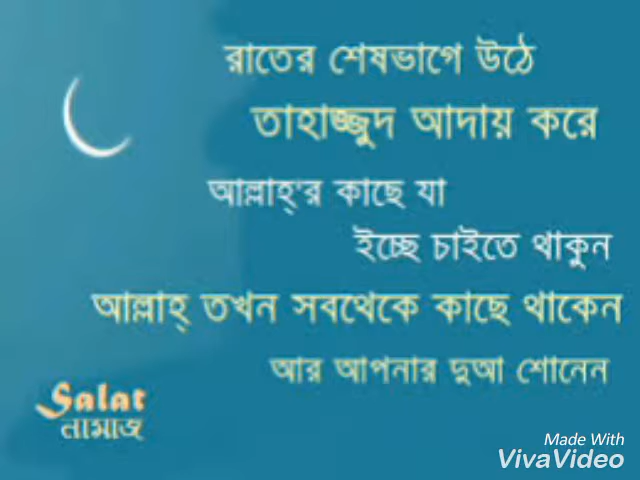 রাতের শেষভাগে উঠে
তাহাজ্জুদ আদায় করে
আল্লাহ্'র কাছে যা
ইচ্ছে চাইতে থাকুন
আল্লাহ্ তখন সবথেকে কাছে থাকেন
আর আপনার দুআ শোনেন
Salat
নামাজ
Made With
VivaVideo